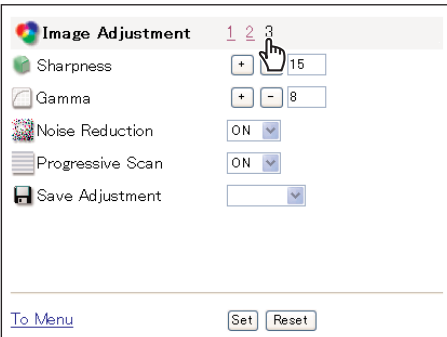 Image Adjustment 1 2 3
Sharpness + 15
Gamma + - 8
Noise Reduction ON
Progressive Scan ON
Save Adjustment
To Menu Set Reset